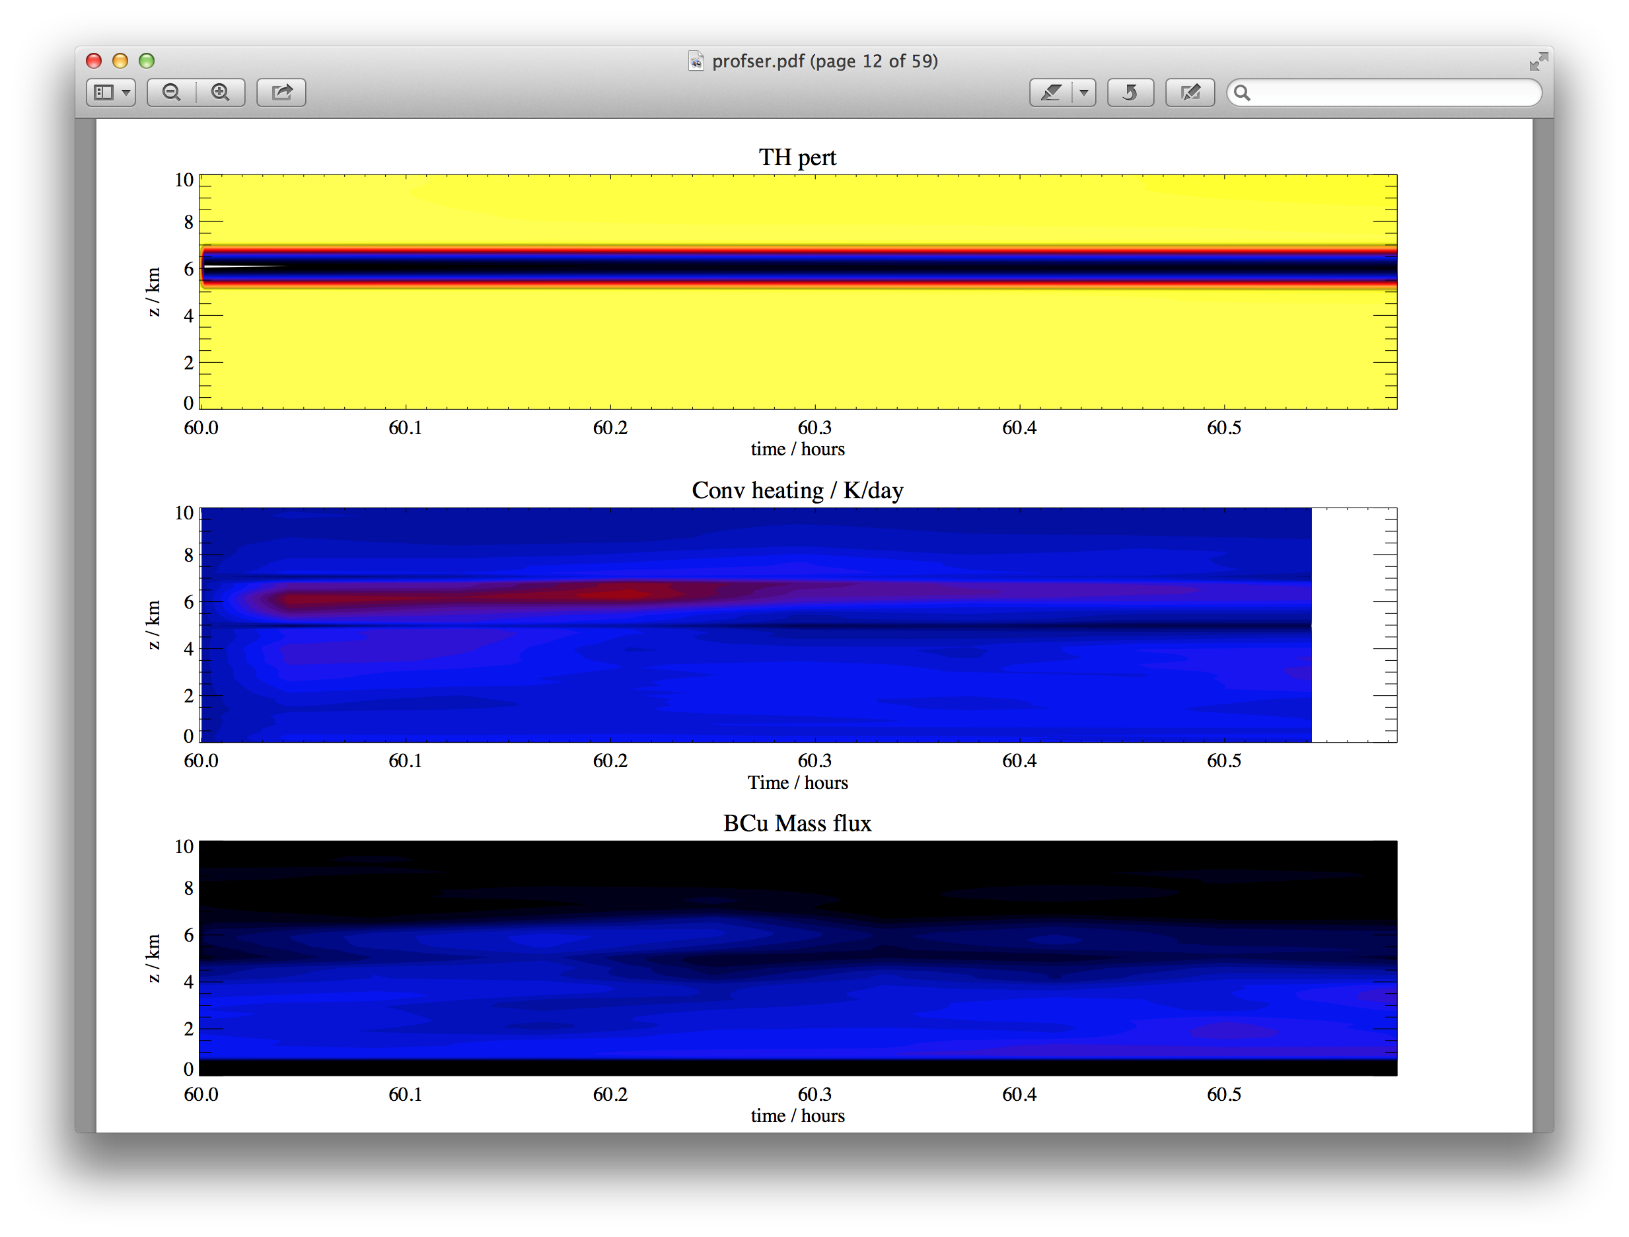 profser.pdf (page 12 of 59)
TH pert
10
8
6
4
2
0
z / km
60.0 60.1 60.2 60.3 60.4 60.5
time / hours
Conv heating / K/day
10
8
6
4
2
0
z / km
60.0 60.1 60.2 60.3 60.4 60.5
Time / hours
BCu Mass flux
10
8
6
4
2
0
z / km
60.0 60.1 60.2 60.3 60.4 60.5
time / hours